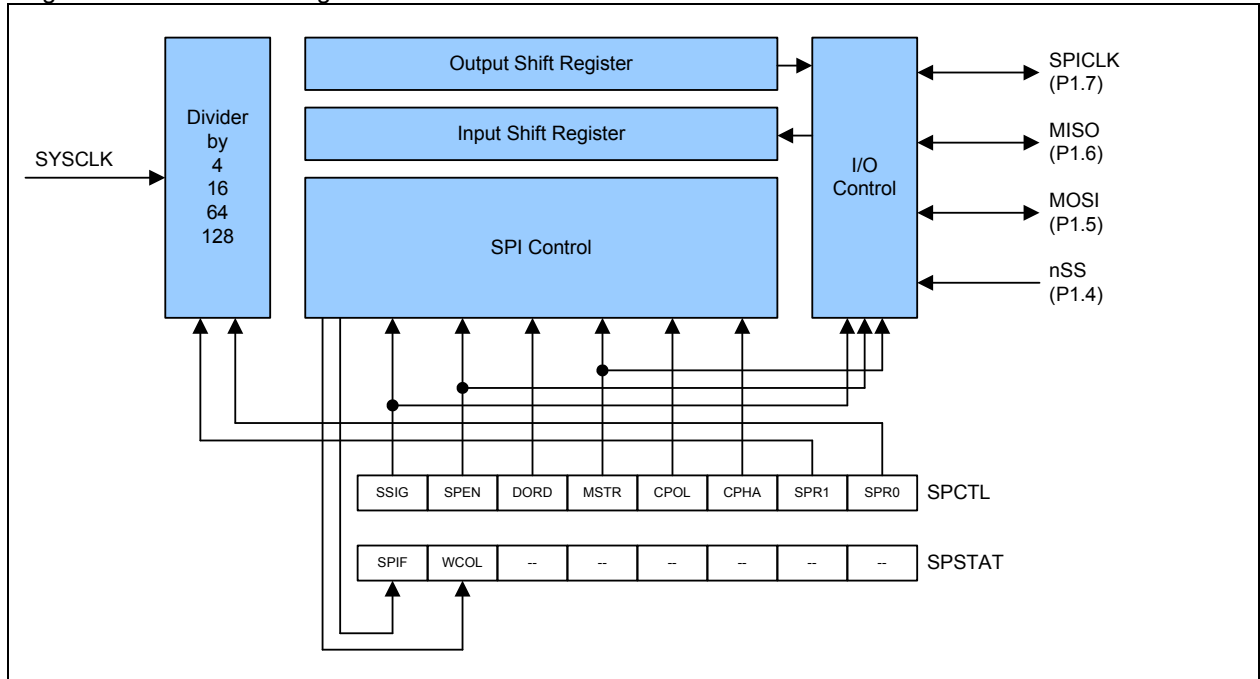 Output Shift Register
SPICLK
(P1.7)
Divider
by
4
16
64
128
Input Shift Register
MISO
(P1.6)
SYSCLK
I/O
Control
MOSI
(P1.5)
SPI Control
nSS
(P1.4)
SSIG SPEN DORD MSTR CPOL CPHA SPR1 SPR0 SPCTL
SPIF WCOL -- -- -- -- -- -- SPSTAT